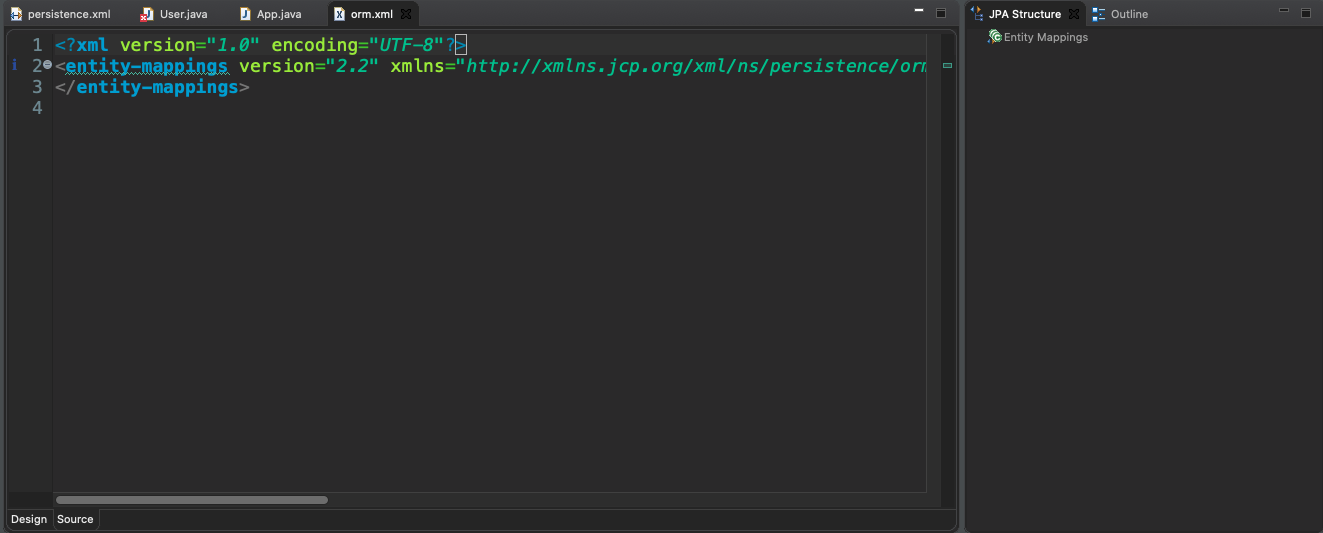 persistence.xml User.java App.java orm.xml
JPA Structure Outline
Entity Mappings
1 <?xml version="1.0" encoding="UTF-8"?>
2 <entity-mappings version="2.2" xmlns="http://xmlns.jcp.org/xml/ns/persistence/orm
3 </entity-mappings>
4
Design Source